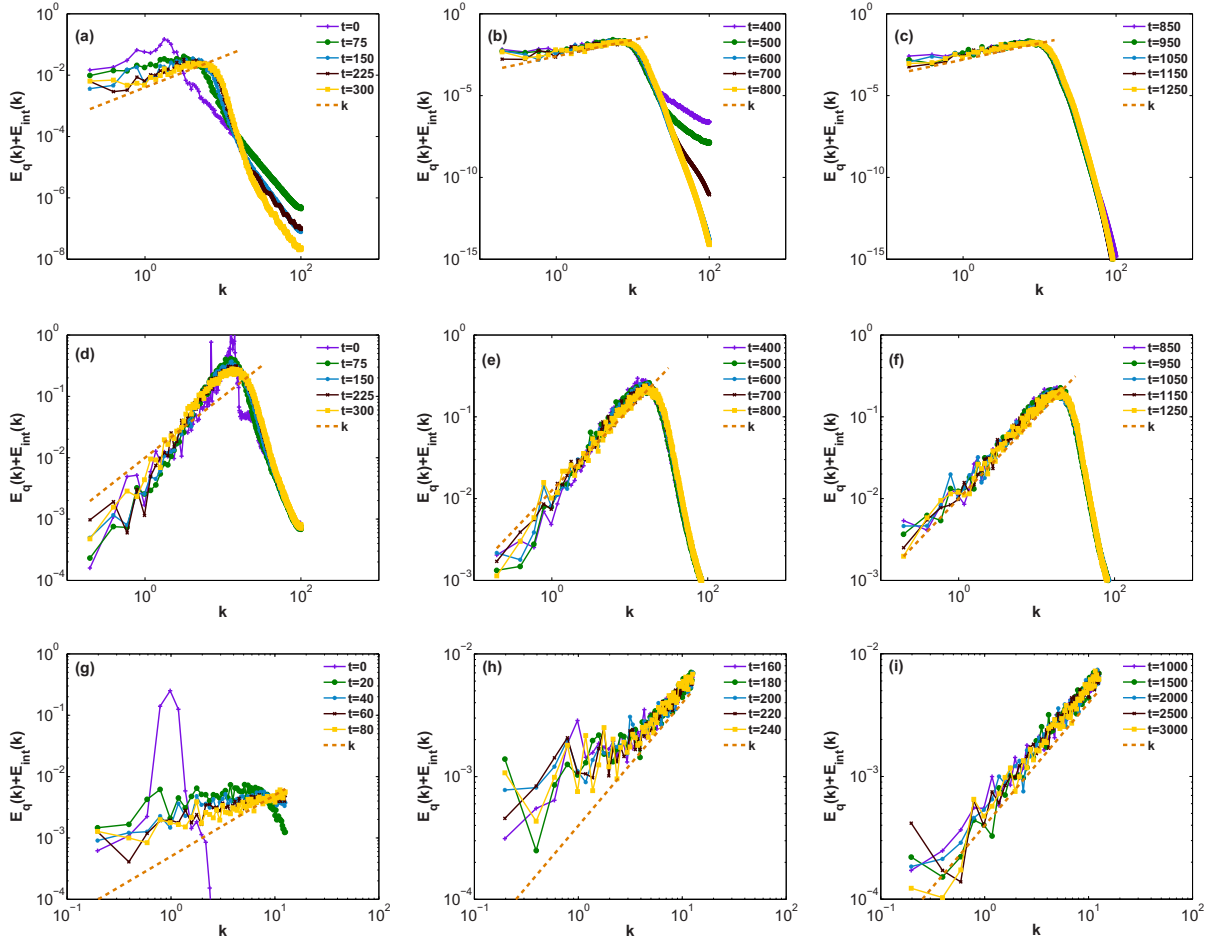 (a)
t=0
t=75
t=150
t=225
t=300
k
E_q(k)+E_int(k)
10^0
10^-2
10^-4
10^-6
10^-8
10^0
10^2
k
(b)
t=400
t=500
t=600
t=700
t=800
k
E_q(k)+E_int(k)
10^0
10^-5
10^-10
10^-15
10^0
10^2
k
(c)
t=850
t=950
t=1050
t=1150
t=1250
k
E_q(k)+E_int(k)
10^0
10^-5
10^-10
10^-15
10^0
10^2
k
(d)
t=0
t=75
t=150
t=225
t=300
k
E_q(k)+E_int(k)
10^0
10^-1
10^-2
10^-3
10^-4
10^0
10^2
k
(e)
t=400
t=500
t=600
t=700
t=800
k
E_q(k)+E_int(k)
10^0
10^-1
10^-2
10^-3
10^0
10^2
k
(f)
t=850
t=950
t=1050
t=1150
t=1250
k
E_q(k)+E_int(k)
10^0
10^-1
10^-2
10^-3
10^0
10^2
k
(g)
t=0
t=20
t=40
t=60
t=80
k
E_q(k)+E_int(k)
10^0
10^-1
10^-2
10^-3
10^-4
10^-1
10^0
10^1
10^2
k
(h)
t=160
t=180
t=200
t=220
t=240
k
E_q(k)+E_int(k)
10^-2
10^-3
10^-4
10^-1
10^0
10^1
10^2
k
(i)
t=1000
t=1500
t=2000
t=2500
t=3000
k
E_q(k)+E_int(k)
10^-2
10^-3
10^-4
10^-1
10^0
10^1
10^2
k